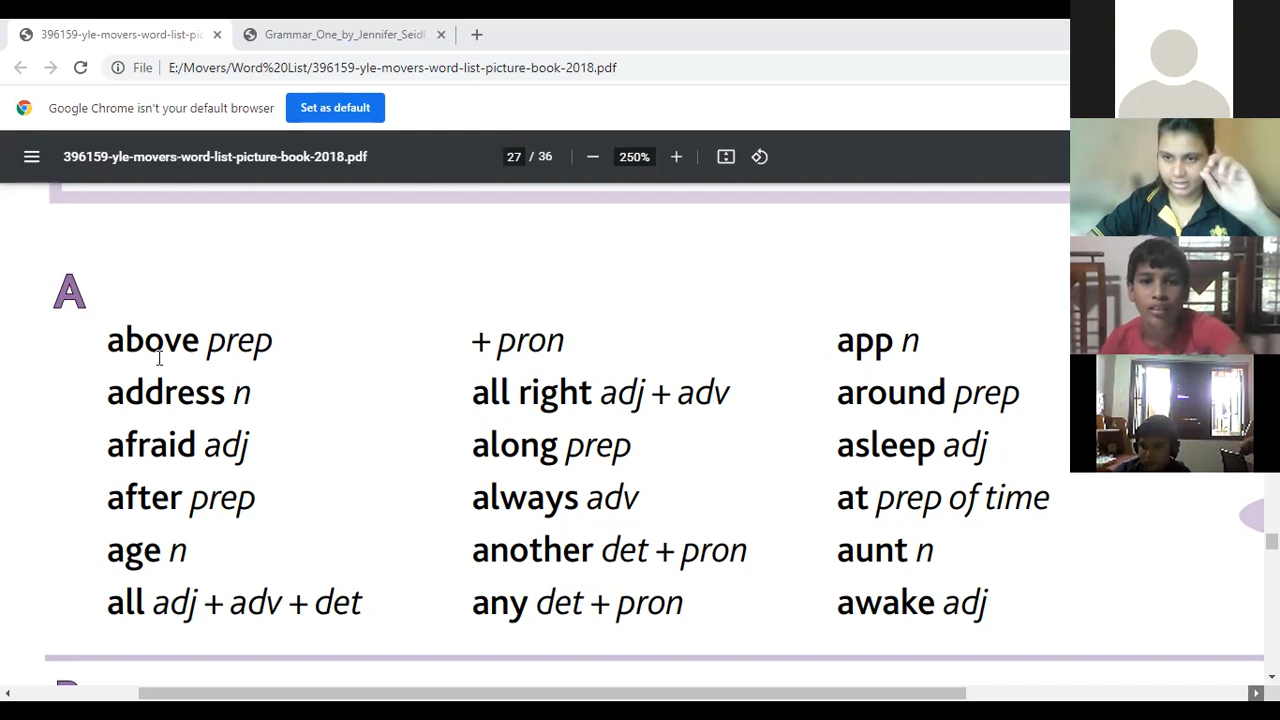 396159-yle-movers-word-list-pic
Grammar_One_by_Jennifer_Seidl
File E:/Movers/Word%20List/396159-yle-movers-word-list-picture-book-2018.pdf
Google Chrome isn't your default browser Set as default
396159-yle-movers-word-list-picture-book-2018.pdf 27 / 36 250%
A
above prep
address n
afraid adj
after prep
age n
all adj + adv + det
+ pron
all right adj + adv
along prep
always adv
another det + pron
any det + pron
app n
around prep
asleep adj
at prep of time
aunt n
awake adj